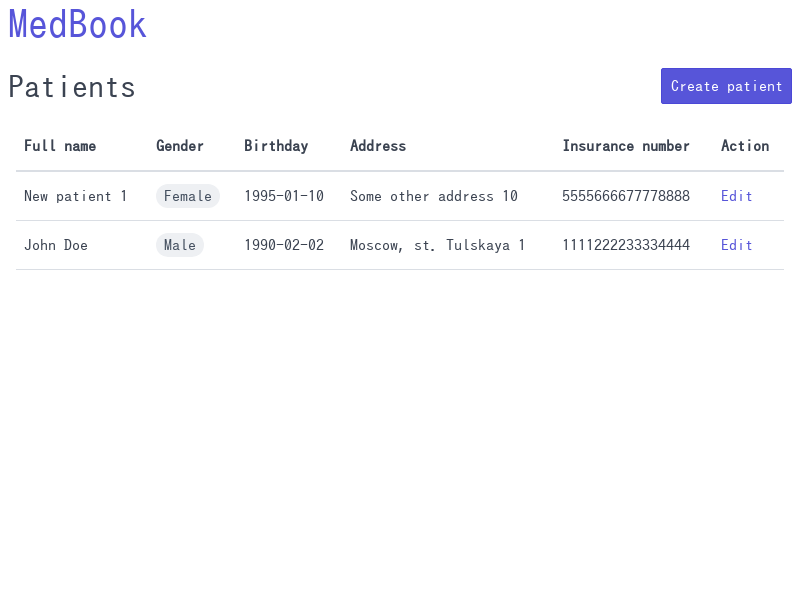 MedBook
Patients
Create patient
Full name Gender Birthday Address Insurance number Action
New patient 1 Female 1995-01-10 Some other address 10 5555666677778888 Edit
John Doe Male 1990-02-02 Moscow, st. Tulskaya 1 1111222233334444 Edit